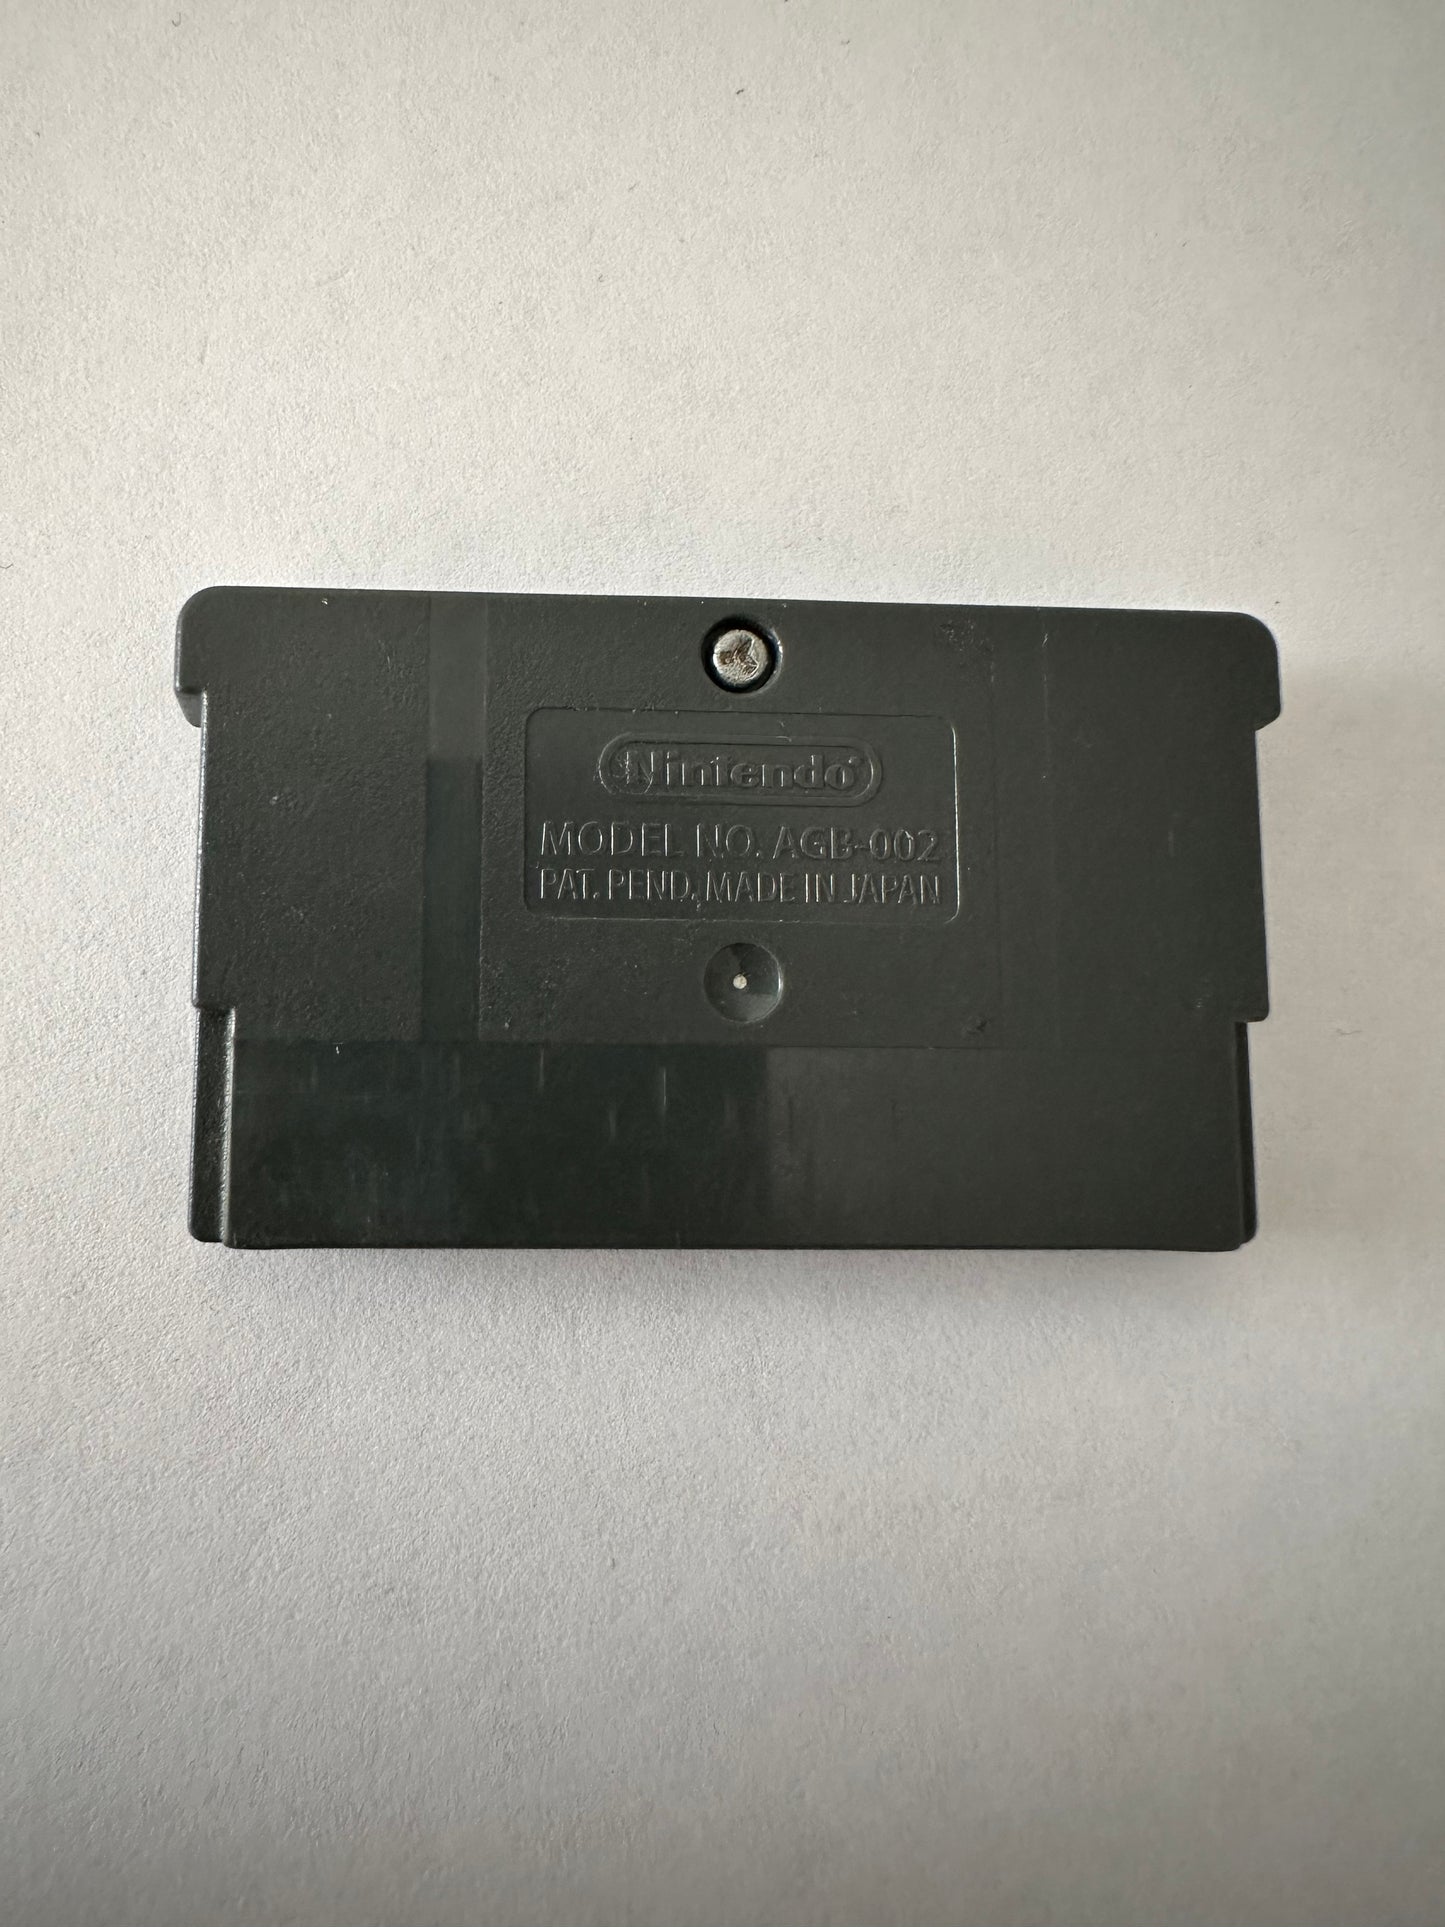 Nintendo®
MODEL NO. AGB-002
PAT. PEND. MADE IN JAPAN